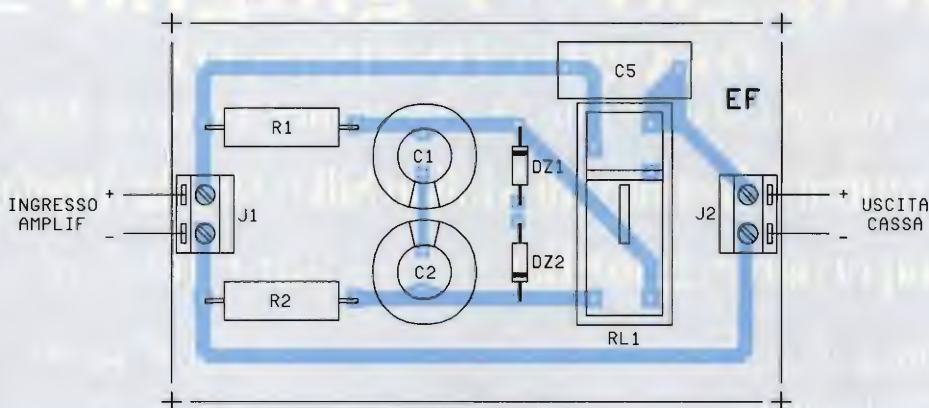 C5
EF
R1
C1
DZ1
INGRESSO
AMPLIF
+
-
J1
J2
+
-
USCITA
CASSA
C2
DZ2
R2
RL1